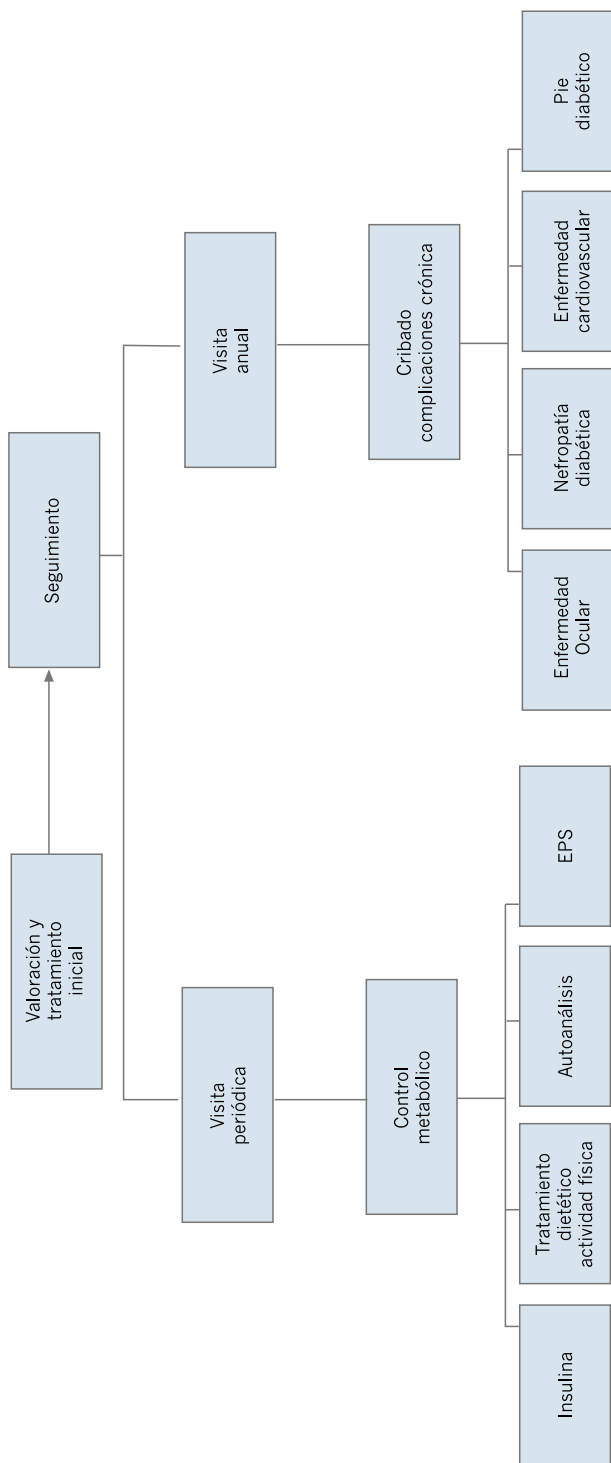 Valoración y
tratamiento
inicial
Seguimiento
Visita
periódica
Visita
anual
Control
metabólico
Cribado
complicaciones crónica
Insulina
Tratamiento
dietético
actividad física
Autoanálisis
EPS
Enfermedad
Ocular
Nefropatía
diabética
Enfermedad
cardiovascular
Pie
diabético